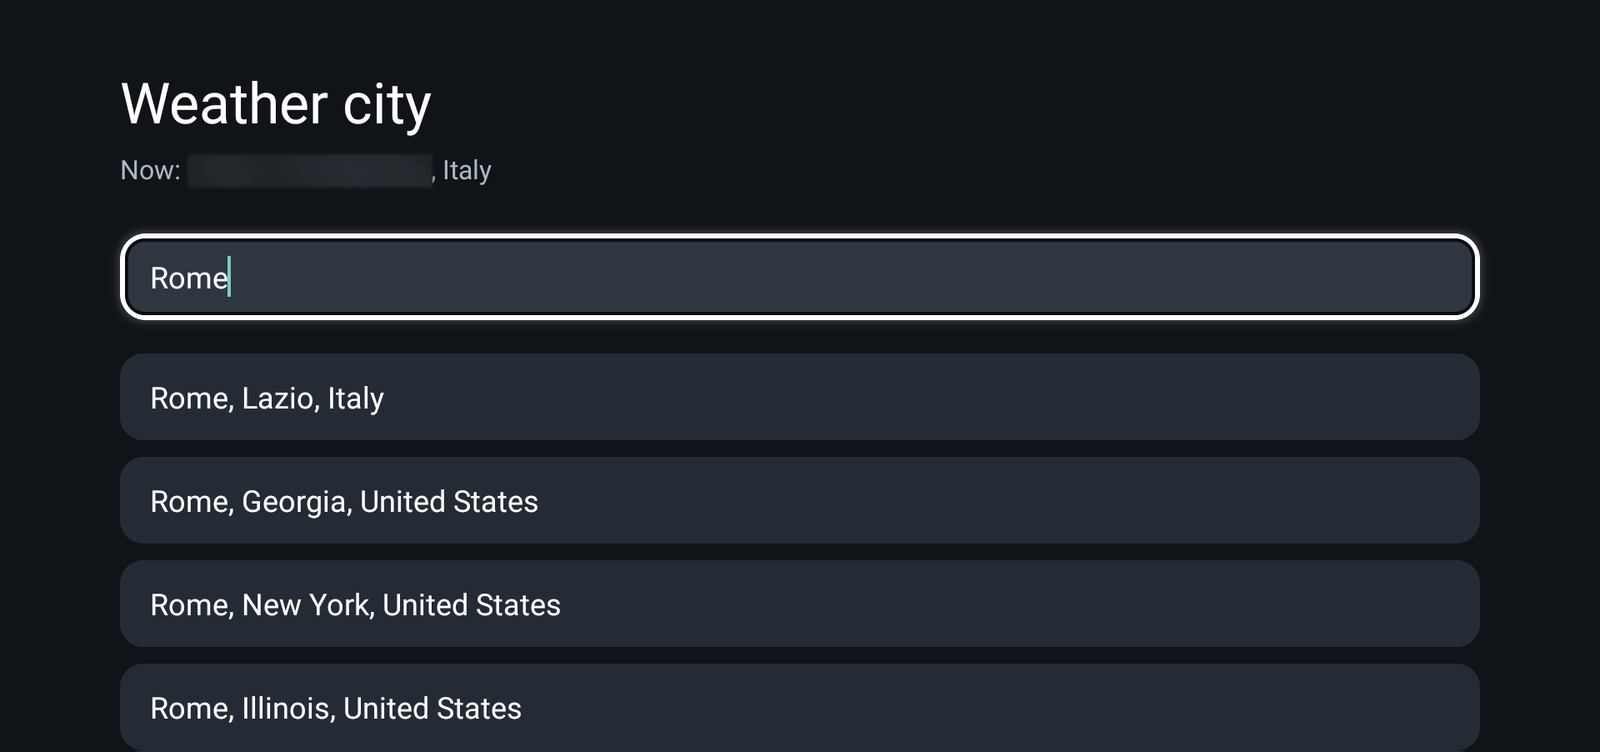 Weather city
Now: , Italy
Rome
Rome, Lazio, Italy
Rome, Georgia, United States
Rome, New York, United States
Rome, Illinois, United States